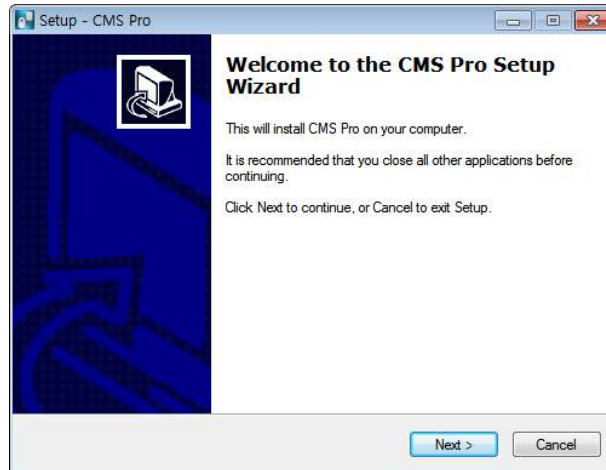 Setup - CMS Pro
Welcome to the CMS Pro Setup
Wizard
This will install CMS Pro on your computer.
It is recommended that you close all other applications before
continuing.
Click Next to continue, or Cancel to exit Setup.
Next >
Cancel